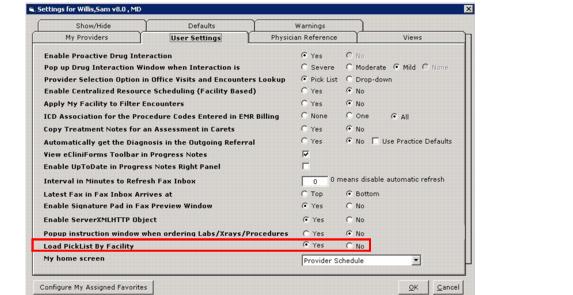 Settings for Willis,Sam v8.0 , MD
Show/Hide Defaults Warnings
My Providers User Settings Physician Reference Views
Enable Proactive Drug Interaction Yes No
Pop up Drug Interaction Window when Interaction is Severe Moderate Mild None
Provider Selection Option in Office Visits and Encounters Lookup Pick List Drop-down
Enable Centralized Resource Scheduling (Facility Based) Yes No
Apply My Facility to Filter Encounters Yes No
ICD Association for the Procedure Codes Entered in EMR Billing None One All
Copy Treatment Notes for an Assessment in Carets Yes No
Automatically get the Diagnosis in the Outgoing Referral Yes No Use Practice Defaults
View eCliniForms Toolbar in Progress Notes
Enable UpToDate in Progress Notes Right Panel
Interval in Minutes to Refresh Fax Inbox 0 0 means disable automatic refresh
Latest Fax in Fax Inbox Arrives at Top Bottom
Enable Signature Pad in Fax Preview Window Yes No
Enable ServerXMLHTTP Object Yes No
Popup instruction window when ordering Labs/Xrays/Procedures Yes No
Load PickList By Facility Yes No
My home screen Provider Schedule
Configure My Assigned Favorites OK Cancel